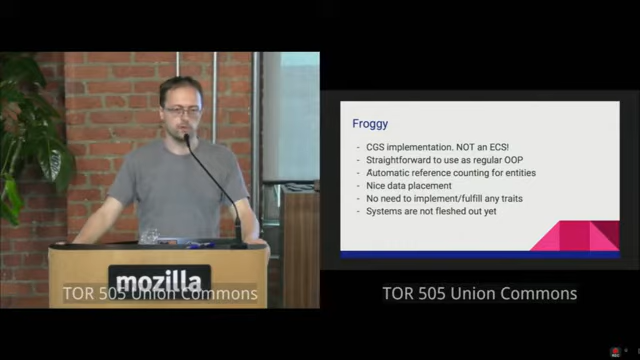 mozilla
TOR 505 Union Commons
Froggy
- CGS implementation. NOT an ECS!
- Straightforward to use as regular OOP
- Automatic reference counting for entities
- Nice data placement
- No need to implement/fulfill any traits
- Systems are not fleshed out yet
TOR 505 Union Commons